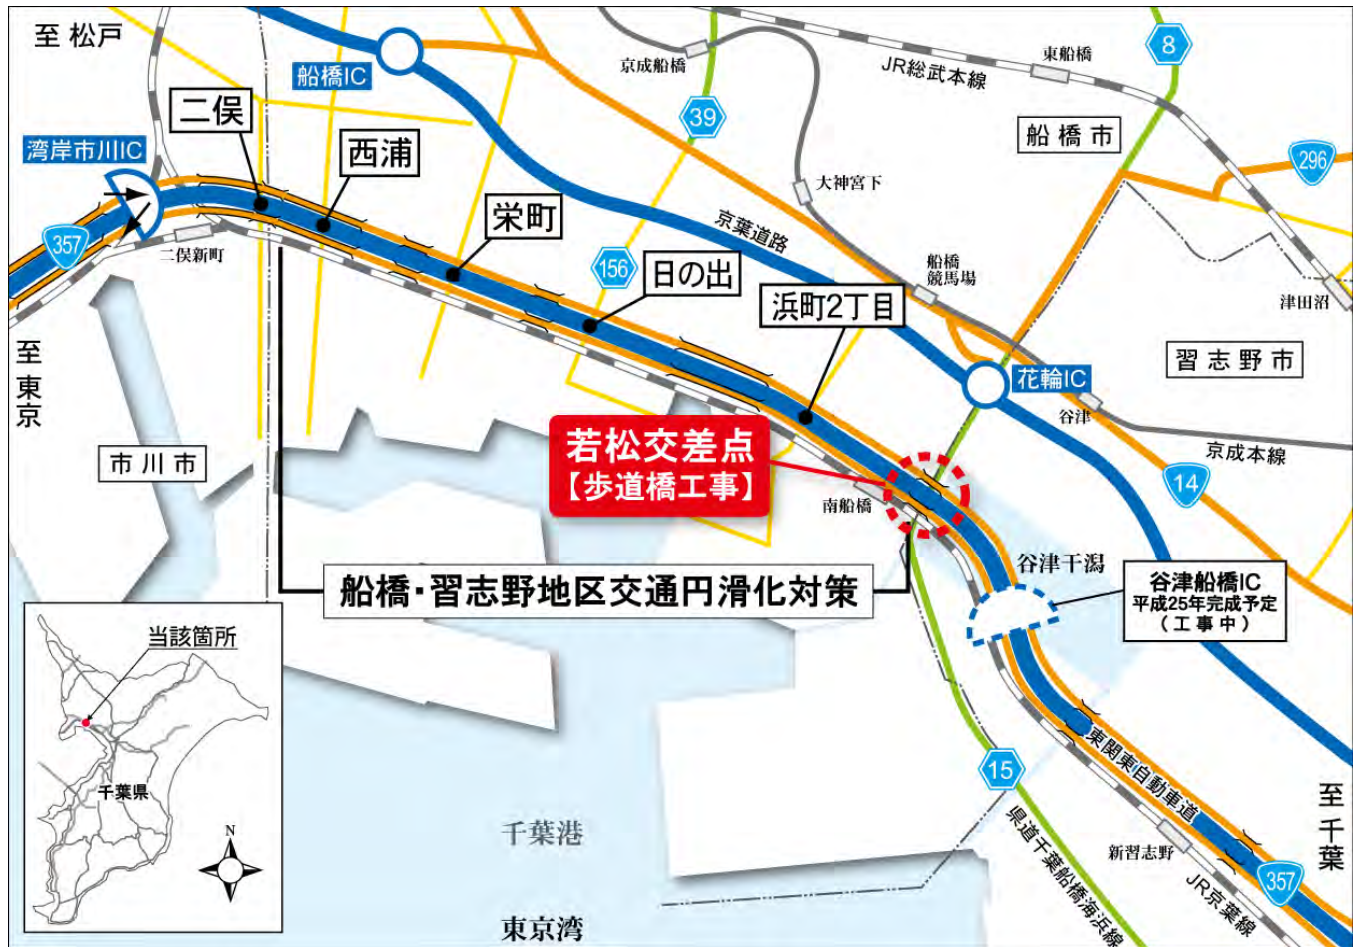 至 松戸
船橋IC
京成船橋
39
JR総武本線
東船橋
8
船橋市
296
二俣
湾岸市川IC
西浦
大神宮下
栄町
京葉道路
357
二俣新町
156
日の出
船橋
競馬場
津田沼
浜町2丁目
至東京
習志野市
花輪IC
谷津
市川市
若松交差点
【歩道橋工事】
京成本線
14
南船橋
谷津干潟
船橋・習志野地区交通円滑化対策
谷津船橋IC
平成25年完成予定
(工事中)
当該箇所
千葉県
N
15
東関東自動車道
至千葉
千葉港
県道千葉船橋海浜線
新習志野
JR京葉線
357
東京湾